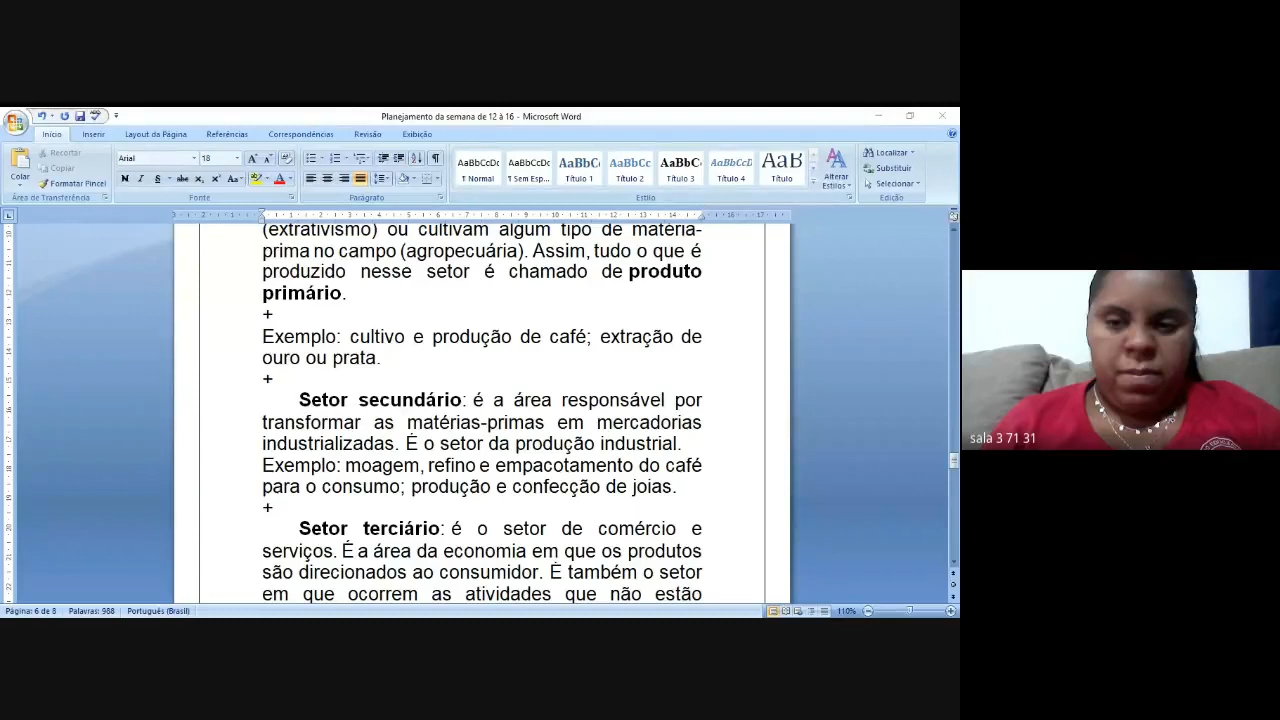 Planejamento da semana de 12 à 16 - Microsoft Word
Início Inserir Layout da Página Referências Correspondências Revisão Exibição
Colar
Recortar
Copiar
Formatar Pincel
Área de Transferência
Arial 18
Fonte
Parágrafo
AaBbCcDc AaBbCcDc AaBbC AaBbCc AaBbC AaBbCcD AaB
¶ Normal ¶ Sem Esp... Título 1 Título 2 Título 3 Título 4 Título
Alterar Estilos
Estilo
Localizar
Substituir
Selecionar
Edição
(extrativismo) ou cultivam algum tipo de matéria-
prima no campo (agropecuária). Assim, tudo o que é
produzido nesse setor é chamado de produto
primário.
+
Exemplo: cultivo e produção de café; extração de
ouro ou prata.
+
Setor secundário: é a área responsável por
transformar as matérias-primas em mercadorias
industrializadas. É o setor da produção industrial.
Exemplo: moagem, refino e empacotamento do café
para o consumo; produção e confecção de joias.
+
Setor terciário: é o setor de comércio e
serviços. É a área da economia em que os produtos
são direcionados ao consumidor. É também o setor
em que ocorrem as atividades que não estão
Página: 6 de 8 Palavras: 988 Português (Brasil) 110%
sala 3 71 31